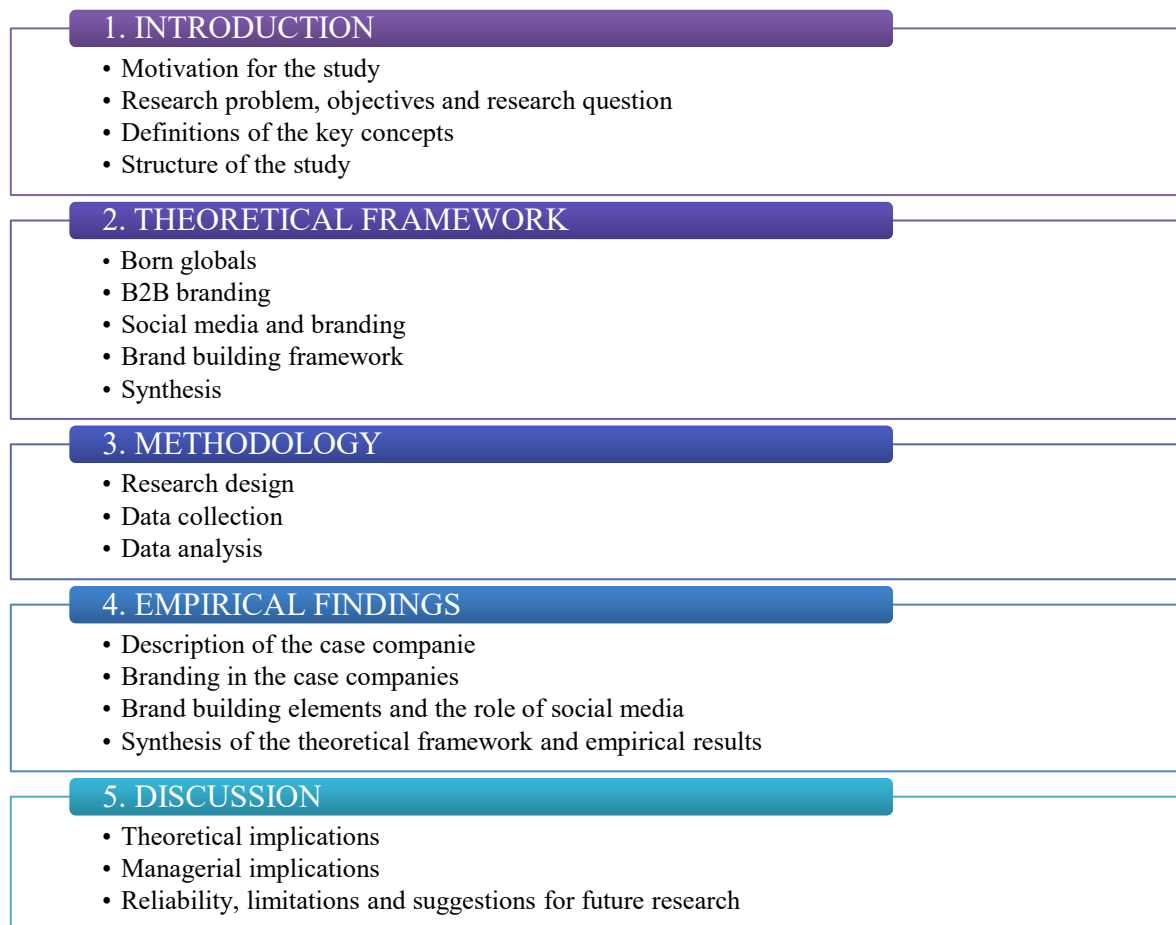 1. INTRODUCTION
• Motivation for the study
• Research problem, objectives and research question
• Definitions of the key concepts
• Structure of the study
2. THEORETICAL FRAMEWORK
• Born globals
• B2B branding
• Social media and branding
• Brand building framework
• Synthesis
3. METHODOLOGY
• Research design
• Data collection
• Data analysis
4. EMPIRICAL FINDINGS
• Description of the case companie
• Branding in the case companies
• Brand building elements and the role of social media
• Synthesis of the theoretical framework and empirical results
5. DISCUSSION
• Theoretical implications
• Managerial implications
• Reliability, limitations and suggestions for future research